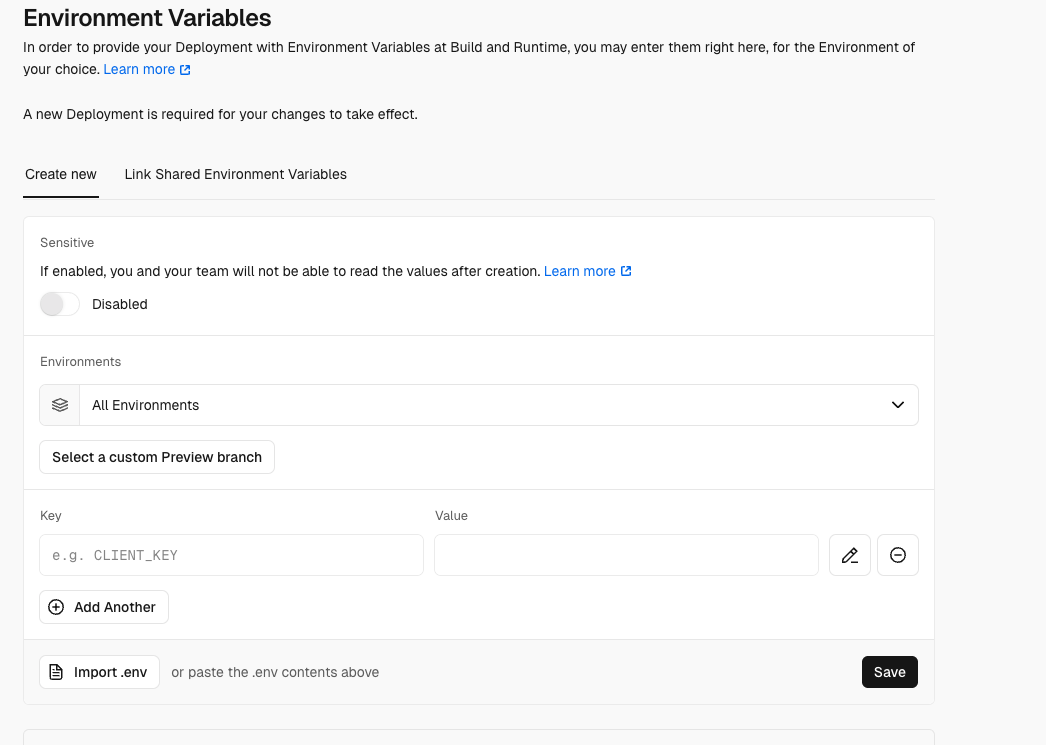 Environment Variables
In order to provide your Deployment with Environment Variables at Build and Runtime, you may enter them right here, for the Environment of
your choice. Learn more
A new Deployment is required for your changes to take effect.
Create new Link Shared Environment Variables
Sensitive
If enabled, you and your team will not be able to read the values after creation. Learn more
Disabled
Environments
All Environments
Select a custom Preview branch
Key Value
e.g. CLIENT_KEY
Add Another
Import .env or paste the .env contents above Save